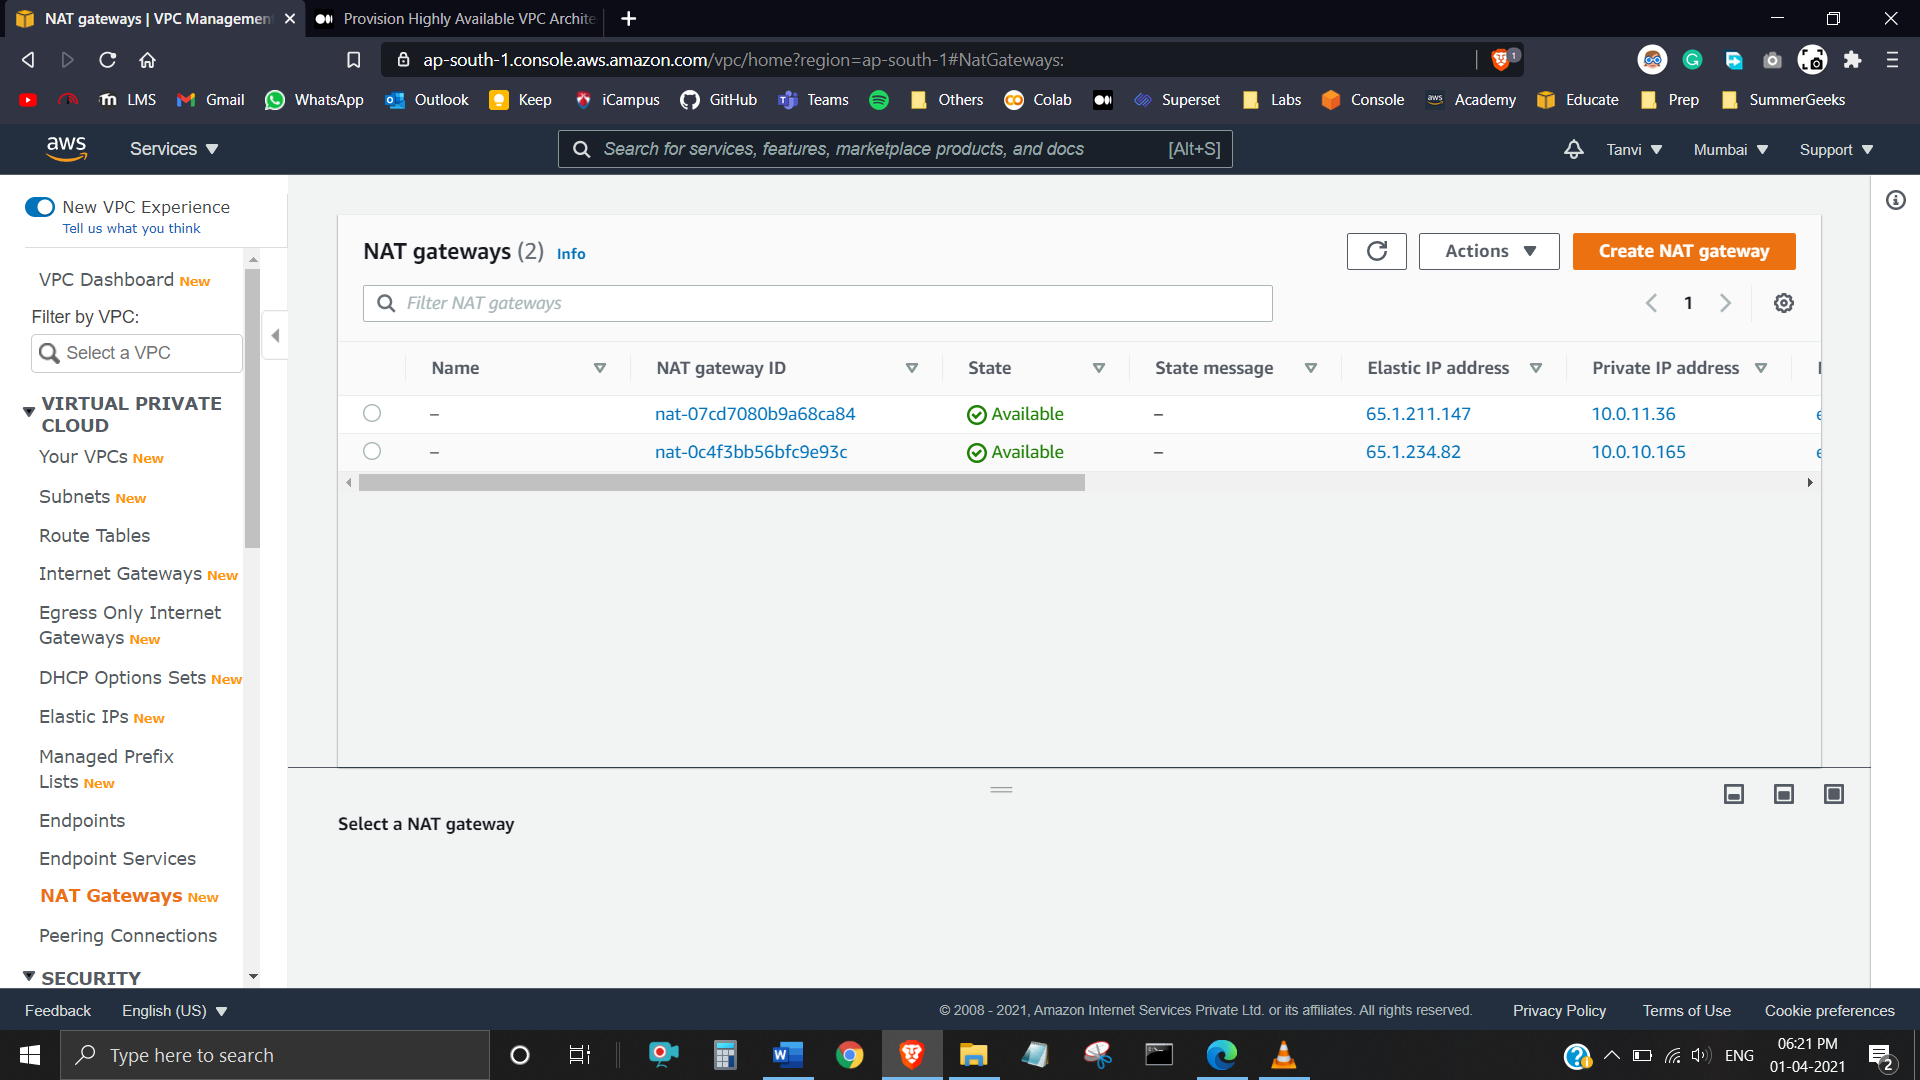 NAT gateways | VPC Managemen
Provision Highly Available VPC Archite
ap-south-1.console.aws.amazon.com/vpc/home?region=ap-south-1#NatGateways:
1
LMS Gmail WhatsApp Outlook Keep iCampus GitHub Teams Others Colab Superset Labs Console aws Academy Educate Prep SummerGeeks
aws Services Search for services, features, marketplace products, and docs [Alt+S] Tanvi Mumbai Support
New VPC Experience
Tell us what you think
VPC Dashboard New
Filter by VPC:
Select a VPC
VIRTUAL PRIVATE
CLOUD
Your VPCs New
Subnets New
Route Tables
Internet Gateways New
Egress Only Internet
Gateways New
DHCP Options Sets New
Elastic IPs New
Managed Prefix
Lists New
Endpoints
Endpoint Services
NAT Gateways New
Peering Connections
SECURITY
NAT gateways (2) Info
Actions
Create NAT gateway
Filter NAT gateways
1
Name NAT gateway ID State State message Elastic IP address Private IP address
– nat-07cd7080b9a68ca84 Available – 65.1.211.147 10.0.11.36
– nat-0c4f3bb56bfc9e93c Available – 65.1.234.82 10.0.10.165
Select a NAT gateway
Feedback English (US) © 2008 - 2021, Amazon Internet Services Private Ltd. or its affiliates. All rights reserved. Privacy Policy Terms of Use Cookie preferences
Type here to search
ENG
06:21 PM
01-04-2021
2